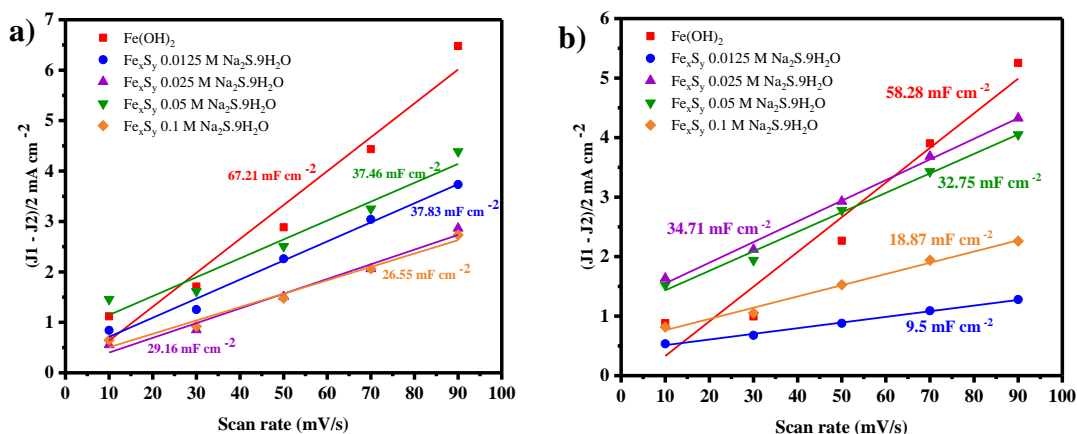 a)
Fe(OH)2
FexSy 0.0125 M Na2S.9H2O
FexSy 0.025 M Na2S.9H2O
FexSy 0.05 M Na2S.9H2O
FexSy 0.1 M Na2S.9H2O
67.21 mF cm -2
37.46 mF cm -2
37.83 mF cm -2
26.55 mF cm -2
29.16 mF cm -2
(J1 - J2)/2 mA cm -2
7
6
5
4
3
2
1
0
0 10 20 30 40 50 60 70 80 90 100
Scan rate (mV/s)
b)
Fe(OH)2
FexSy 0.0125 M Na2S.9H2O
FexSy 0.025 M Na2S.9H2O
FexSy 0.05 M Na2S.9H2O
FexSy 0.1 M Na2S.9H2O
58.28 mF cm -2
34.71 mF cm -2
32.75 mF cm -2
18.87 mF cm -2
9.5 mF cm -2
(J1 - J2)/2 mA cm -2
6
5
4
3
2
1
0
0 10 20 30 40 50 60 70 80 90 100
Scan rate (mV/s)